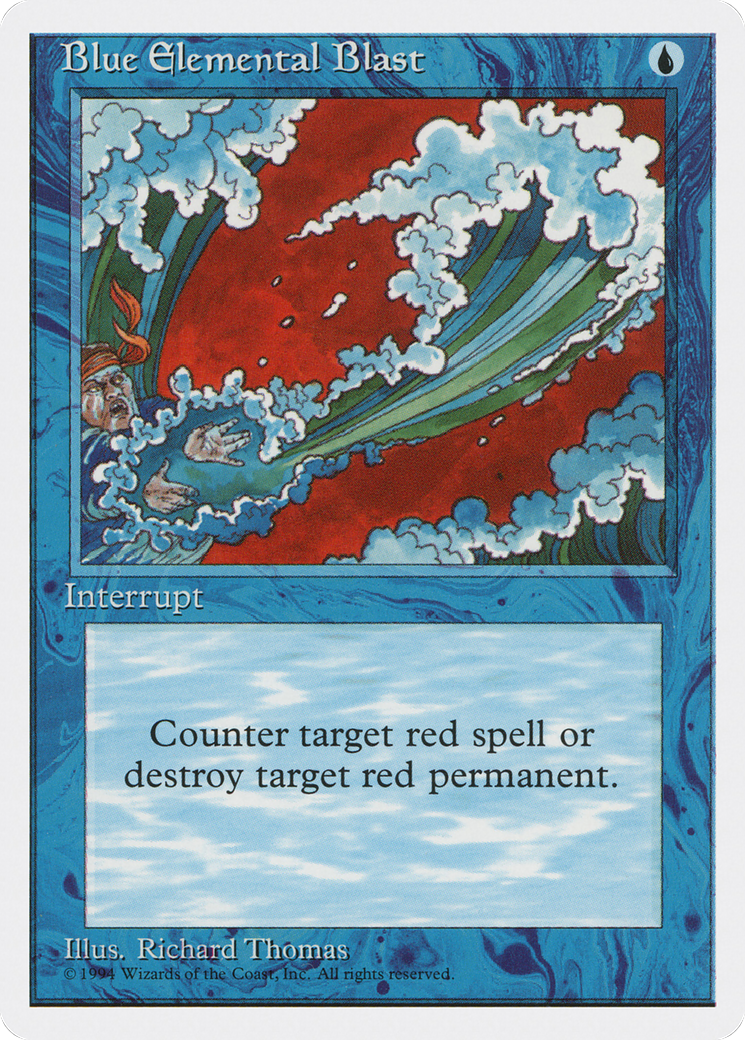 Blue Elemental Blast
Interrupt
Counter target red spell or
destroy target red permanent.
Illus. Richard Thomas
© 1994 Wizards of the Coast, Inc. All rights reserved.